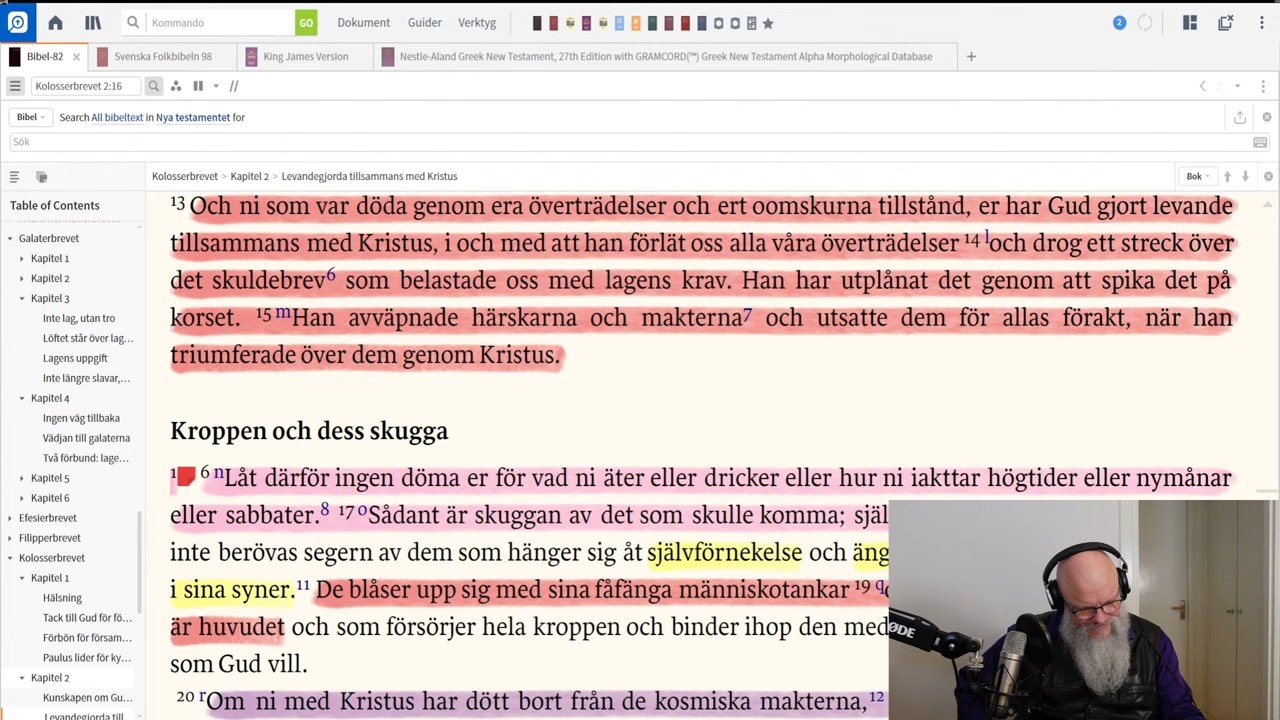 Kommando
GO
Dokument
Guider
Verktyg
2
Bibel-82
Svenska Folkbibeln 98
King James Version
Nestle-Aland Greek New Testament, 27th Edition with GRAMCORD(™) Greek New Testament Alpha Morphological Database
Kolosserbrevet 2:16
Bibel
Search All bibeltext in Nya testamentet for
Sök
Kolosserbrevet > Kapitel 2 > Levandegjorda tillsammans med Kristus
Bok
Table of Contents
Galaterbrevet
Kapitel 1
Kapitel 2
Kapitel 3
Inte lag, utan tro
Löftet står över lag...
Lagens uppgift
Inte längre slavar,...
Kapitel 4
Ingen väg tillbaka
Vädjan till galaterna
Två förbund: lage...
Kapitel 5
Kapitel 6
Efesierbrevet
Filipperbrevet
Kolosserbrevet
Kapitel 1
Hälsning
Tack till Gud för fö...
Förbön för försam...
Paulus lider för ky...
Kapitel 2
Kunskapen om Gu...
Levandegjorda till...
13 Och ni som var döda genom era överträdelser och ert oomskurna tillstånd, er har Gud gjort levande
tillsammans med Kristus, i och med att han förlät oss alla våra överträdelser 14 l och drog ett streck över
det skuldebrev6 som belastade oss med lagens krav. Han har utplånat det genom att spika det på
korset. 15 m Han avväpnade härskarna och makterna7 och utsatte dem för allas förakt, när han
triumferade över dem genom Kristus.
Kroppen och dess skugga
1 6 n Låt därför ingen döma er för vad ni äter eller dricker eller hur ni iakttar högtider eller nymånar
eller sabbater.8 17 o Sådant är skuggan av det som skulle komma; själ
inte berövas segern av dem som hänger sig åt självförnekelse och äng
i sina syner.11 De blåser upp sig med sina fåfänga människotankar 19 q
är huvudet och som försörjer hela kroppen och binder ihop den med
som Gud vill.
20 r Om ni med Kristus har dött bort från de kosmiska makterna,12
RØDE